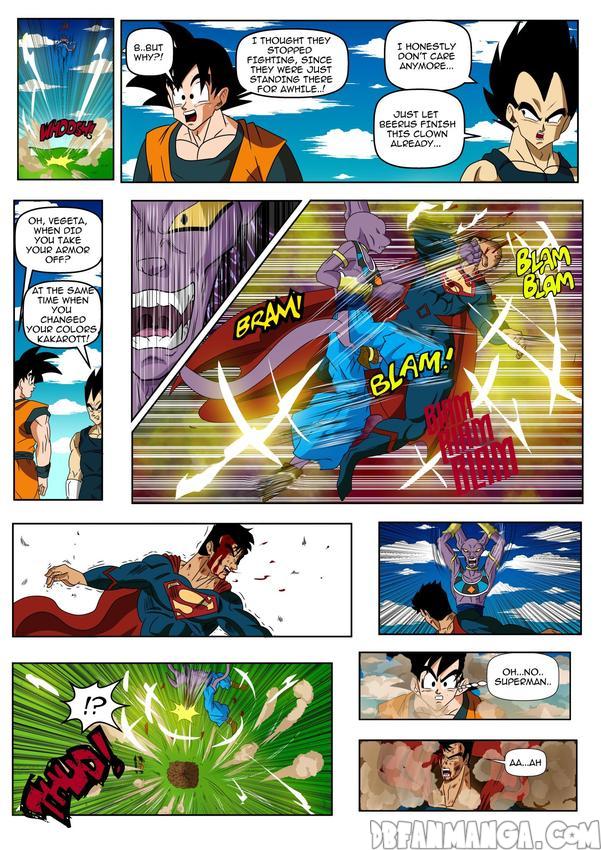 WHOOSH!
B..BUT
WHY?!
I THOUGHT THEY
STOPPED
FIGHTING, SINCE
THEY WERE JUST
STANDING THERE
FOR AWHILE..!
I HONESTLY
DON'T CARE
ANYMORE...
JUST LET
BEERUS FINISH
THIS CLOWN
ALREADY...
OH, VEGETA,
WHEN DID
YOU TAKE
YOUR ARMOR
OFF?
AT THE SAME
TIME WHEN
YOU
CHANGED
YOUR COLORS
KAKAROTT!
BRAM!
BLAM!
BLAM
BLAM
BLAM
BLAM
BLAM
S
OH...NO..
SUPERMAN..
!?
THUD!
AA...AH
DBFANMANGA.COM